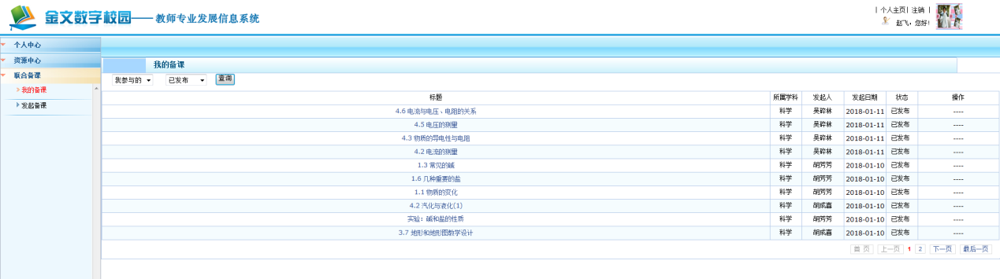 金文数字校园—— 教师专业发展信息系统
| 个人主页| 注销 |
赵飞，您好!
个人中心
资源中心
联合备课
我的备课
发起备课
我的备课
我参与的 已发布 查询
标题 所属学科 发起人 发起日期 状态 操作
4.6 电流与电压、电阻的关系 科学 吴碎林 2018-01-11 已发布 ----
4.5 电压的测量 科学 吴碎林 2018-01-11 已发布 ----
4.3 物质的导电性与电阻 科学 吴碎林 2018-01-11 已发布 ----
4.2 电流的测量 科学 吴碎林 2018-01-11 已发布 ----
1.3 常见的碱 科学 胡芳芳 2018-01-10 已发布 ----
1.6 几种重要的盐 科学 胡芳芳 2018-01-10 已发布 ----
1.1 物质的变化 科学 胡芳芳 2018-01-10 已发布 ----
4.2 汽化与液化(1) 科学 胡成喜 2018-01-10 已发布 ----
实验：碱和盐的性质 科学 胡芳芳 2018-01-10 已发布 ----
3.7 地形和地形图教学设计 科学 胡成喜 2018-01-10 已发布 ----
首 页 上一页 1 2 下一页 最后一页